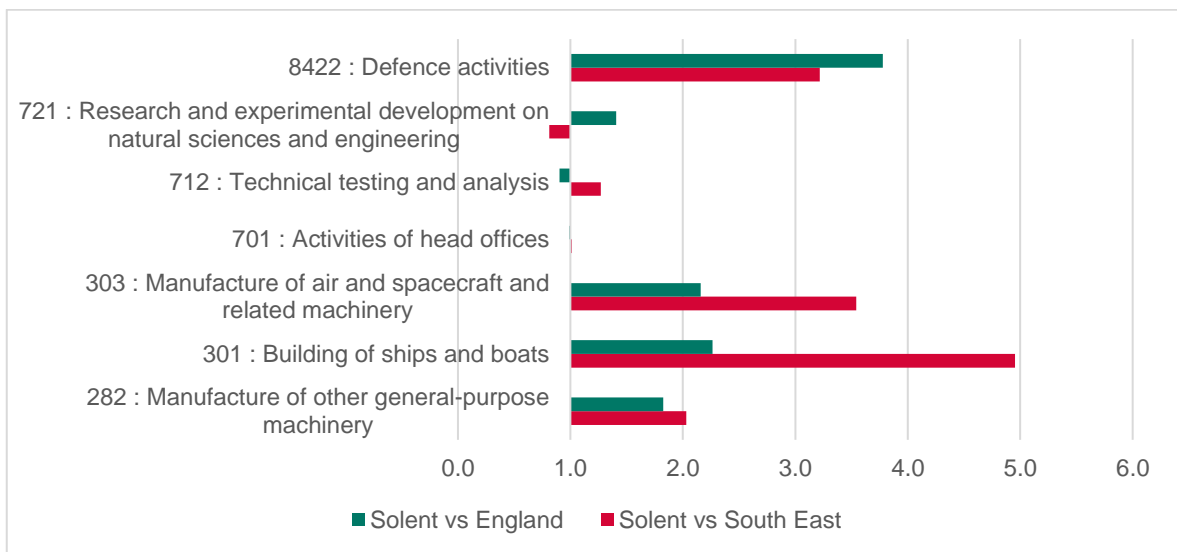 8422 : Defence activities
721 : Research and experimental development on
natural sciences and engineering
712 : Technical testing and analysis
701 : Activities of head offices
303 : Manufacture of air and spacecraft and
related machinery
301 : Building of ships and boats
282 : Manufacture of other general-purpose
machinery
0.0 1.0 2.0 3.0 4.0 5.0 6.0
Solent vs England Solent vs South East